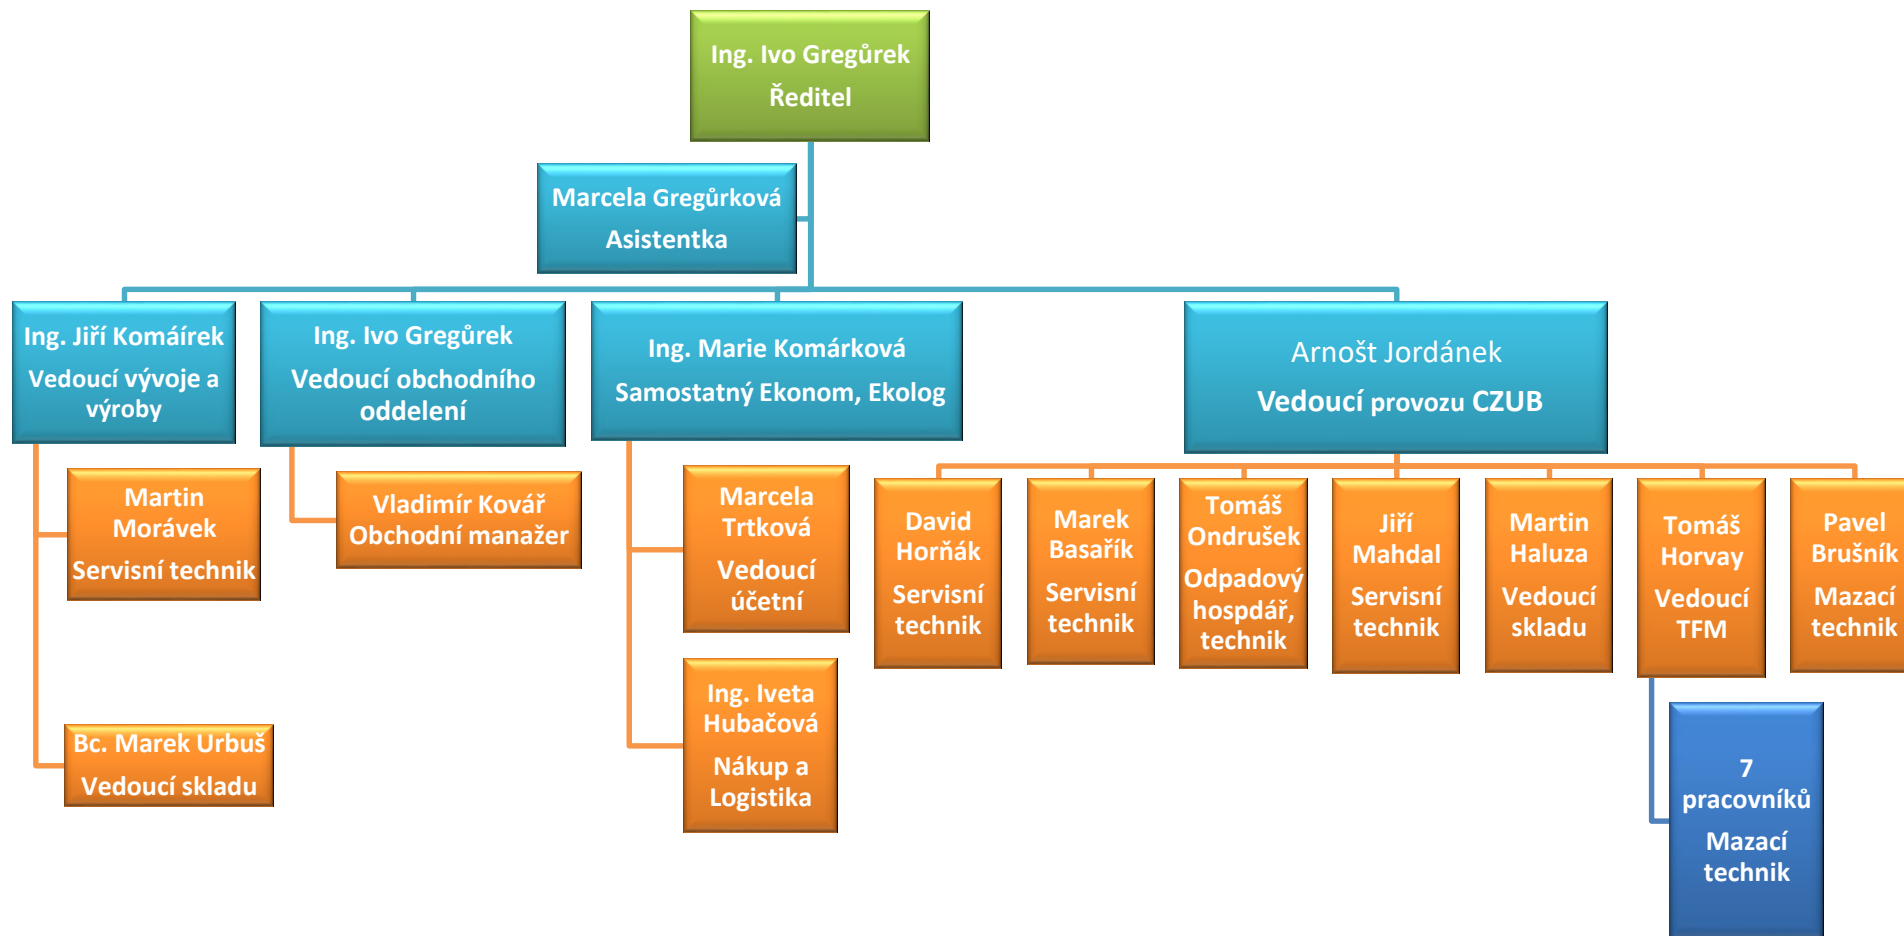 Ing. Ivo Gregůrek
Ředitel
Marcela Gregůrková
Asistentka
Ing. Jiří Komáírek
Vedoucí vývoje a
výroby
Ing. Ivo Gregůrek
Vedoucí obchodního
oddelení
Ing. Marie Komárková
Samostatný Ekonom, Ekolog
Arnošt Jordánek
Vedoucí provozu CZUB
Martin
Morávek
Servisní technik
Bc. Marek Urbuš
Vedoucí skladu
Vladimír Kovář
Obchodní manažer
Marcela
Trtková
Vedoucí
účetní
Ing. Iveta
Hubačová
Nákup a
Logistika
David
Horňák
Servisní
technik
Marek
Basařík
Servisní
technik
Tomáš
Ondrušek
Odpadový
hospdář,
technik
Jiří
Mahdal
Servisní
technik
Martin
Haluza
Vedoucí
skladu
Tomáš
Horvay
Vedoucí
TFM
Pavel
Brušník
Mazací
technik
7
pracovníků
Mazací
technik